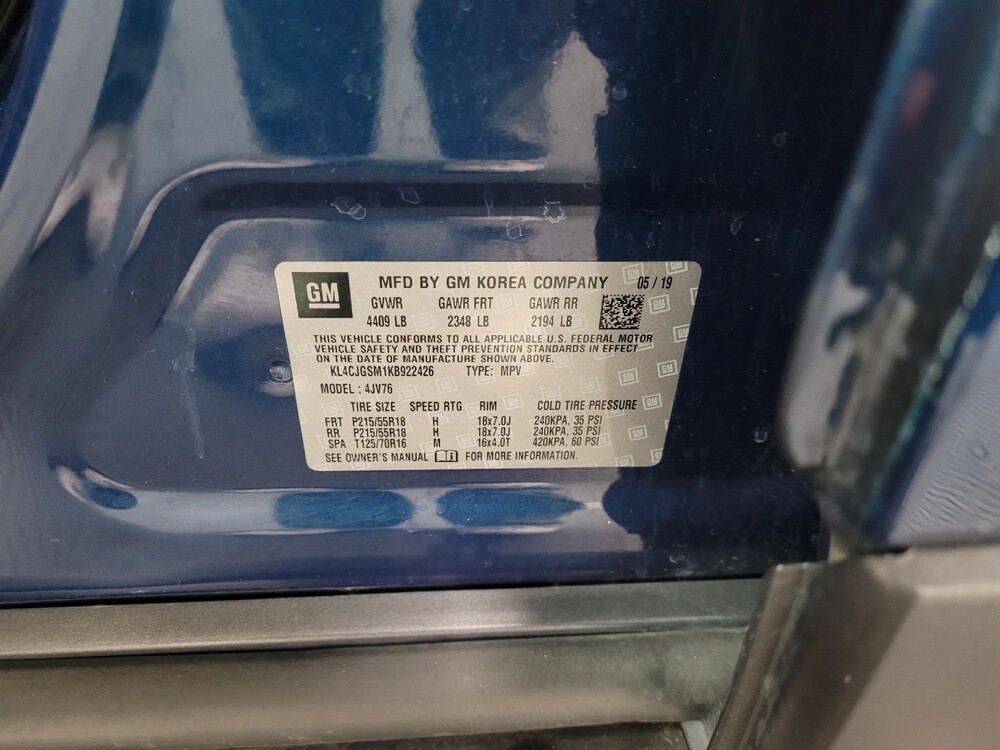 GM MFD BY GM KOREA COMPANY 05 / 19
GVWR GAWR FRT GAWR RR
4409 LB 2348 LB 2194 LB
THIS VEHICLE CONFORMS TO ALL APPLICABLE U.S. FEDERAL MOTOR
VEHICLE SAFETY AND THEFT PREVENTION STANDARDS IN EFFECT
ON THE DATE OF MANUFACTURE SHOWN ABOVE.
KL4CJGSM1KB922426 TYPE: MPV
MODEL : 4JV76
TIRE SIZE SPEED RTG RIM COLD TIRE PRESSURE
FRT P215/55R18 H 18x7.0J 240KPA, 35 PSI
RR P215/55R18 H 18x7.0J 240KPA, 35 PSI
SPA T125/70R16 M 16x4.0T 420KPA, 60 PSI
SEE OWNER'S MANUAL FOR MORE INFORMATION.